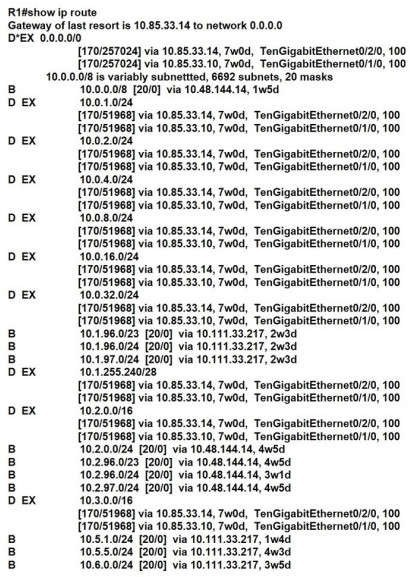 R1#show ip route
Gateway of last resort is 10.85.33.14 to network 0.0.0.0
D*EX 0.0.0.0/0
[170/257024] via 10.85.33.14, 7w0d, TenGigabitEthernet0/2/0, 100
[170/257024] via 10.85.33.10, 7w0d, TenGigabitEthernet0/1/0, 100
10.0.0.0/8 is variably subnettted, 6692 subnets, 20 masks
B 10.0.0.0/8 [20/0] via 10.48.144.14, 1w5d
D EX 10.0.1.0/24
[170/51968] via 10.85.33.14, 7w0d, TenGigabitEthernet0/2/0, 100
[170/51968] via 10.85.33.10, 7w0d, TenGigabitEthernet0/1/0, 100
D EX 10.0.2.0/24
[170/51968] via 10.85.33.14, 7w0d, TenGigabitEthernet0/2/0, 100
[170/51968] via 10.85.33.10, 7w0d, TenGigabitEthernet0/1/0, 100
D EX 10.0.4.0/24
[170/51968] via 10.85.33.14, 7w0d, TenGigabitEthernet0/2/0, 100
[170/51968] via 10.85.33.10, 7w0d, TenGigabitEthernet0/1/0, 100
D EX 10.0.8.0/24
[170/51968] via 10.85.33.14, 7w0d, TenGigabitEthernet0/2/0, 100
[170/51968] via 10.85.33.10, 7w0d, TenGigabitEthernet0/1/0, 100
D EX 10.0.16.0/24
[170/51968] via 10.85.33.14, 7w0d, TenGigabitEthernet0/2/0, 100
[170/51968] via 10.85.33.10, 7w0d, TenGigabitEthernet0/1/0, 100
D EX 10.0.32.0/24
[170/51968] via 10.85.33.14, 7w0d, TenGigabitEthernet0/2/0, 100
[170/51968] via 10.85.33.10, 7w0d, TenGigabitEthernet0/1/0, 100
B 10.1.96.0/23 [20/0] via 10.111.33.217, 2w3d
B 10.1.96.0/24 [20/0] via 10.111.33.217, 2w3d
B 10.1.97.0/24 [20/0] via 10.111.33.217, 2w3d
D EX 10.1.255.240/28
[170/51968] via 10.85.33.14, 7w0d, TenGigabitEthernet0/2/0, 100
[170/51968] via 10.85.33.10, 7w0d, TenGigabitEthernet0/1/0, 100
D EX 10.2.0.0/16
[170/51968] via 10.85.33.14, 7w0d, TenGigabitEthernet0/2/0, 100
[170/51968] via 10.85.33.10, 7w0d, TenGigabitEthernet0/1/0, 100
B 10.2.0.0/24 [20/0] via 10.48.144.14, 4w5d
B 10.2.96.0/23 [20/0] via 10.48.144.14, 4w5d
B 10.2.96.0/24 [20/0] via 10.48.144.14, 3w1d
B 10.2.97.0/24 [20/0] via 10.48.144.14, 4w5d
D EX 10.3.0.0/16
[170/51968] via 10.85.33.14, 7w0d, TenGigabitEthernet0/2/0, 100
[170/51968] via 10.85.33.10, 7w0d, TenGigabitEthernet0/1/0, 100
B 10.5.1.0/24 [20/0] via 10.111.33.217, 1w4d
B 10.5.5.0/24 [20/0] via 10.111.33.217, 4w3d
B 10.6.0.0/24 [20/0] via 10.111.33.217, 3w5d